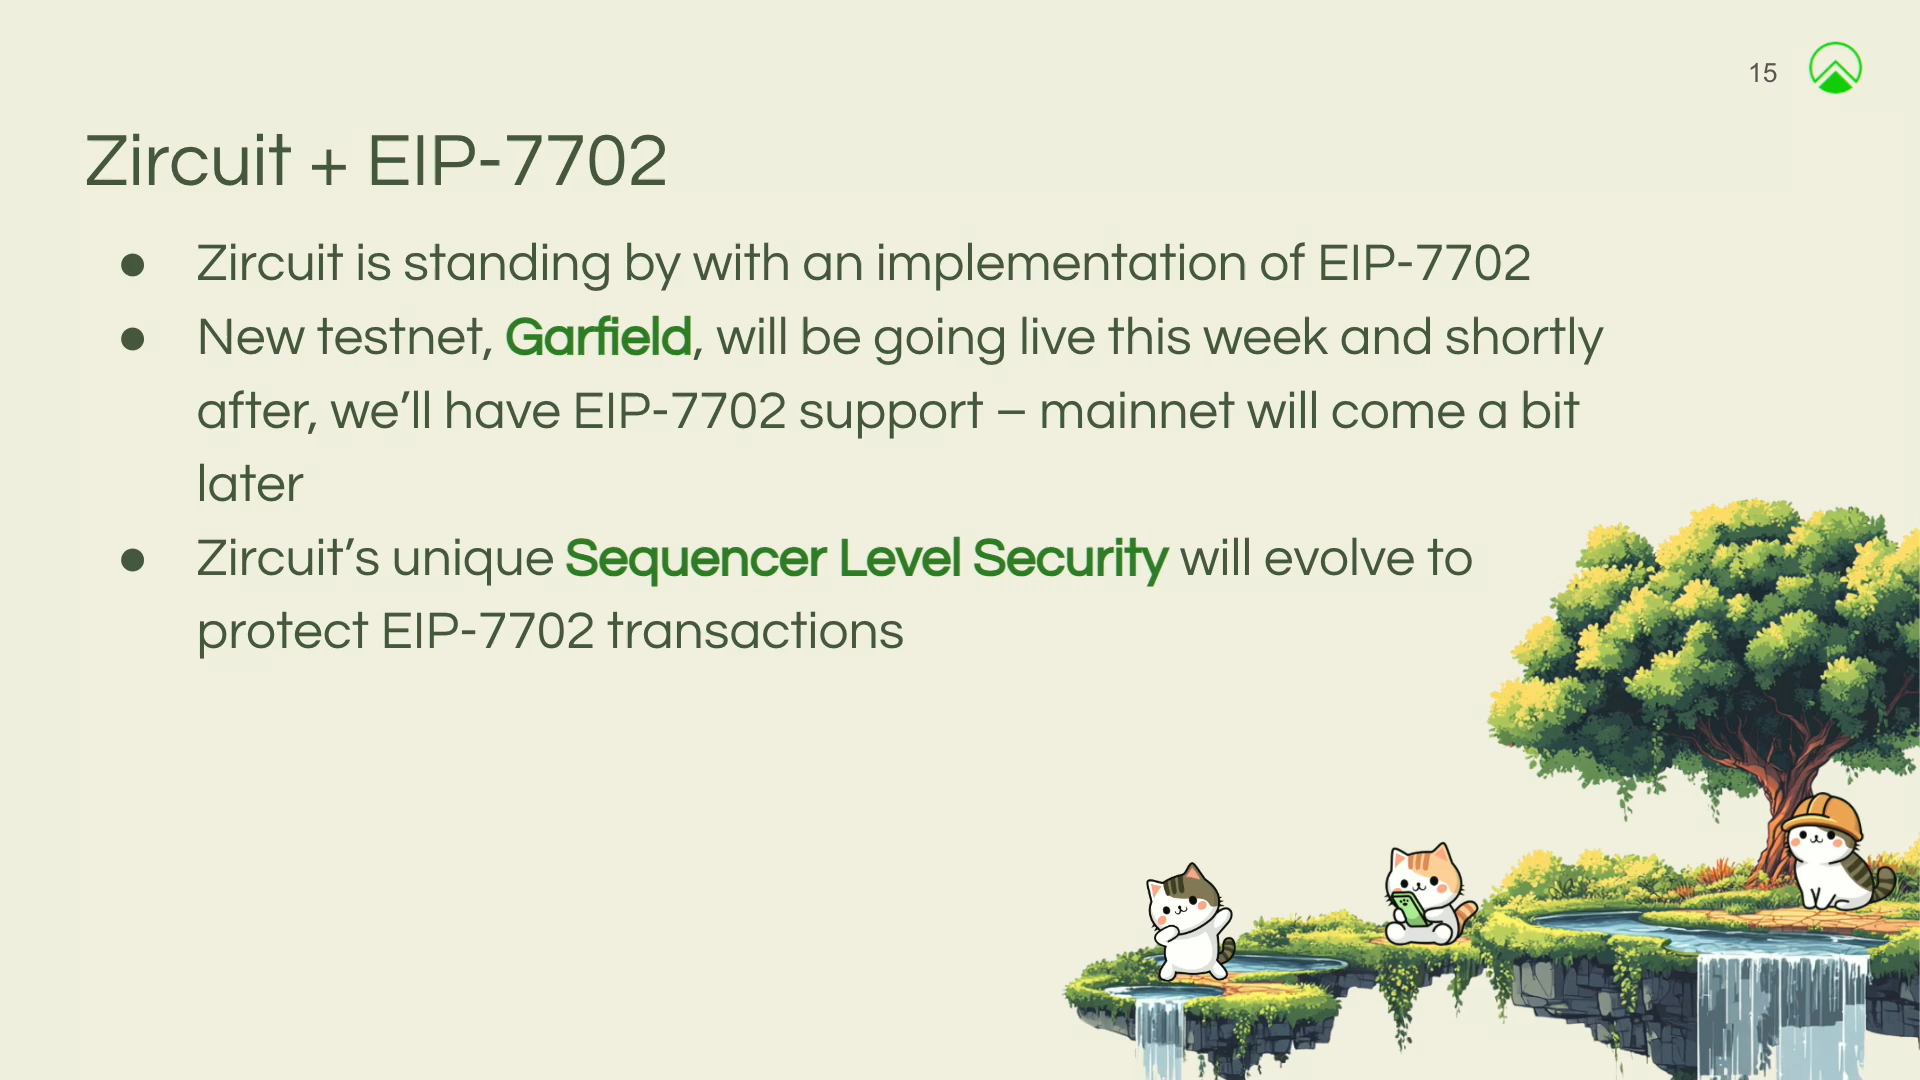 15
Zircuit + EIP-7702
● Zircuit is standing by with an implementation of EIP-7702
● New testnet, Garfield, will be going live this week and shortly
after, we’ll have EIP-7702 support – mainnet will come a bit
later
● Zircuit’s unique Sequencer Level Security will evolve to
protect EIP-7702 transactions